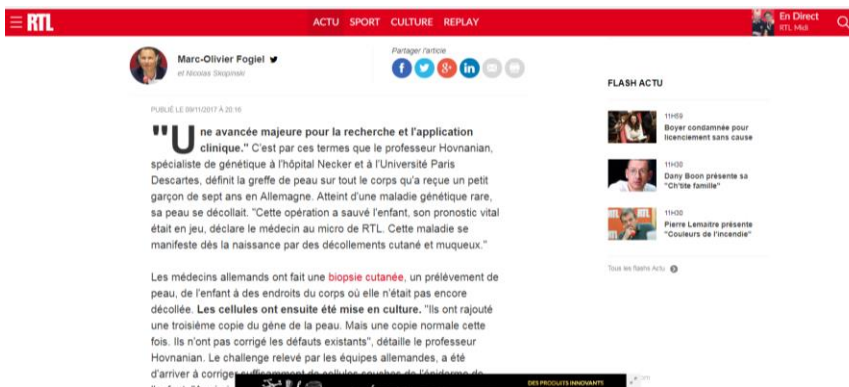 RTL
ACTU SPORT CULTURE REPLAY
En Direct
RTL Midi
Marc-Olivier Fogiel
et Nicolas Skopinski
Partager l'article
PUBLIÉ LE 09/11/2017 À 20:16
"Une avancée majeure pour la recherche et l'application
clinique." C'est par ces termes que le professeur Hovnanian,
spécialiste de génétique à l'hôpital Necker et à l'Université Paris
Descartes, définit la greffe de peau sur tout le corps qu'a reçue un petit
garçon de sept ans en Allemagne. Atteint d'une maladie génétique rare,
sa peau se décollait. "Cette opération a sauvé l'enfant, son pronostic vital
était en jeu, déclare le médecin au micro de RTL. Cette maladie se
manifeste dès la naissance par des décollements cutané et muqueux."
Les médecins allemands ont fait une biopsie cutanée, un prélèvement de
peau, de l'enfant à des endroits du corps où elle n'était pas encore
décollée. Les cellules ont ensuite été mise en culture. "Ils ont rajouté
une troisième copie du gène de la peau. Mais une copie normale cette
fois. Ils n'ont pas corrigé les défauts existants", détaille le professeur
Hovnanian. Le challenge relevé par les équipes allemandes, a été
d'arriver à corriger suffisamment de cellules souches de l'épiderme de
FLASH ACTU
11H59
Boyer condamnée pour
licenciement sans cause
11H30
Dany Boon présente sa
"Ch'tite famille"
11H30
Pierre Lemaitre présente
"Couleurs de l'incendie"
Tous les flashs Actu
DES PRODUITS INNOVANTS